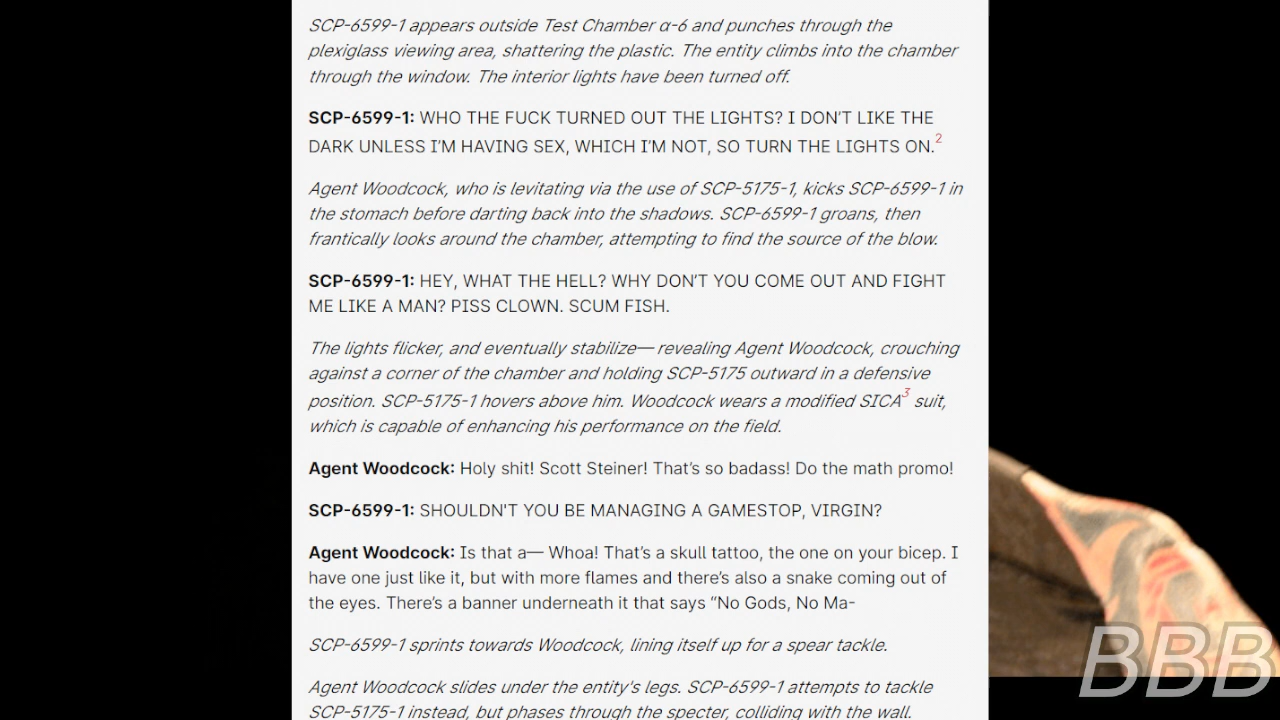 SCP-6599-1 appears outside Test Chamber α-6 and punches through the
plexiglass viewing area, shattering the plastic. The entity climbs into the chamber
through the window. The interior lights have been turned off.
SCP-6599-1: WHO THE FUCK TURNED OUT THE LIGHTS? I DON'T LIKE THE
DARK UNLESS I'M HAVING SEX, WHICH I'M NOT, SO TURN THE LIGHTS ON.2
Agent Woodcock, who is levitating via the use of SCP-5175-1, kicks SCP-6599-1 in
the stomach before darting back into the shadows. SCP-6599-1 groans, then
frantically looks around the chamber, attempting to find the source of the blow.
SCP-6599-1: HEY, WHAT THE HELL? WHY DON'T YOU COME OUT AND FIGHT
ME LIKE A MAN? PISS CLOWN. SCUM FISH.
The lights flicker, and eventually stabilize— revealing Agent Woodcock, crouching
against a corner of the chamber and holding SCP-5175 outward in a defensive
position. SCP-5175-1 hovers above him. Woodcock wears a modified SICA3 suit,
which is capable of enhancing his performance on the field.
Agent Woodcock: Holy shit! Scott Steiner! That's so badass! Do the math promo!
SCP-6599-1: SHOULDN'T YOU BE MANAGING A GAMESTOP, VIRGIN?
Agent Woodcock: Is that a— Whoa! That's a skull tattoo, the one on your bicep. I
have one just like it, but with more flames and there's also a snake coming out of
the eyes. There's a banner underneath it that says "No Gods, No Ma-
SCP-6599-1 sprints towards Woodcock, lining itself up for a spear tackle.
Agent Woodcock slides under the entity's legs. SCP-6599-1 attempts to tackle
SCP-5175-1 instead, but phases through the specter, colliding with the wall.
BBB